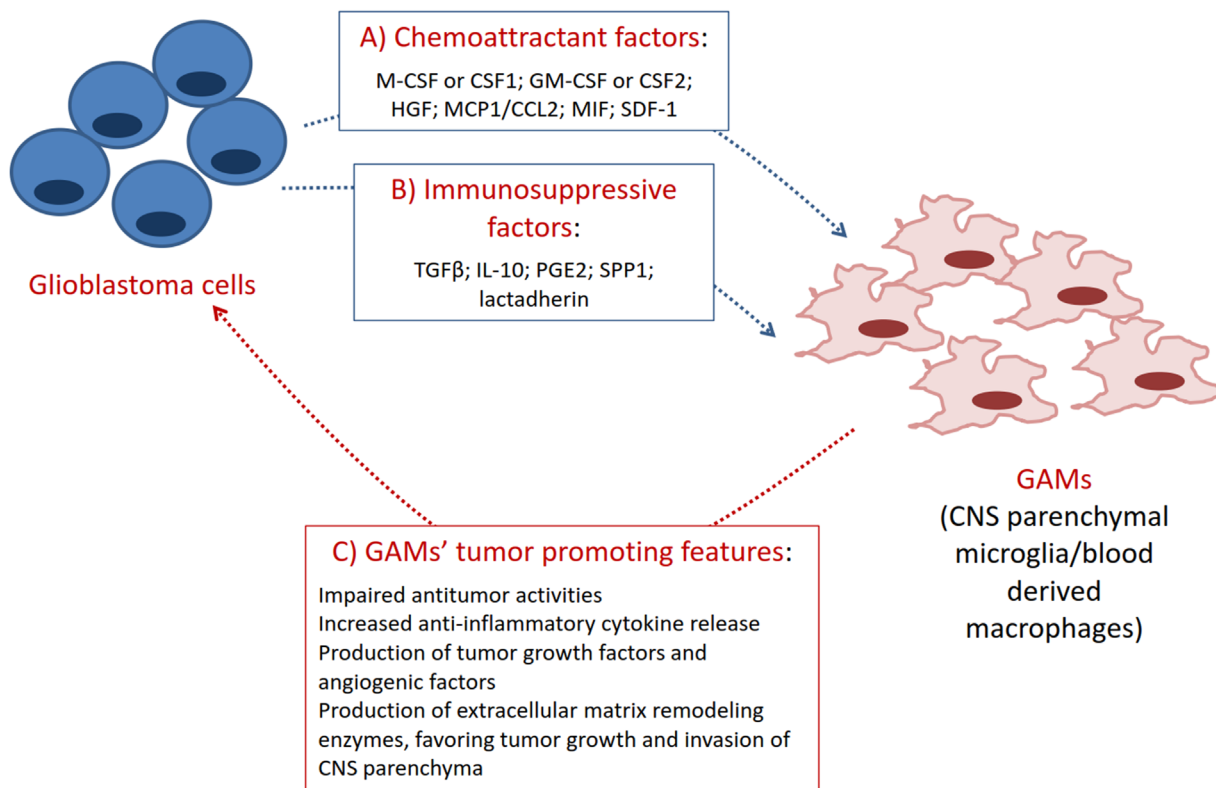 A) Chemoattractant factors:
M-CSF or CSF1; GM-CSF or CSF2;
HGF; MCP1/CCL2; MIF; SDF-1
B) Immunosuppressive
factors:
TGFβ; IL-10; PGE2; SPP1;
lactadherin
Glioblastoma cells
GAMs
(CNS parenchymal
microglia/blood
derived
macrophages)
C) GAMs’ tumor promoting features:
Impaired antitumor activities
Increased anti-inflammatory cytokine release
Production of tumor growth factors and
angiogenic factors
Production of extracellular matrix remodeling
enzymes, favoring tumor growth and invasion of
CNS parenchyma